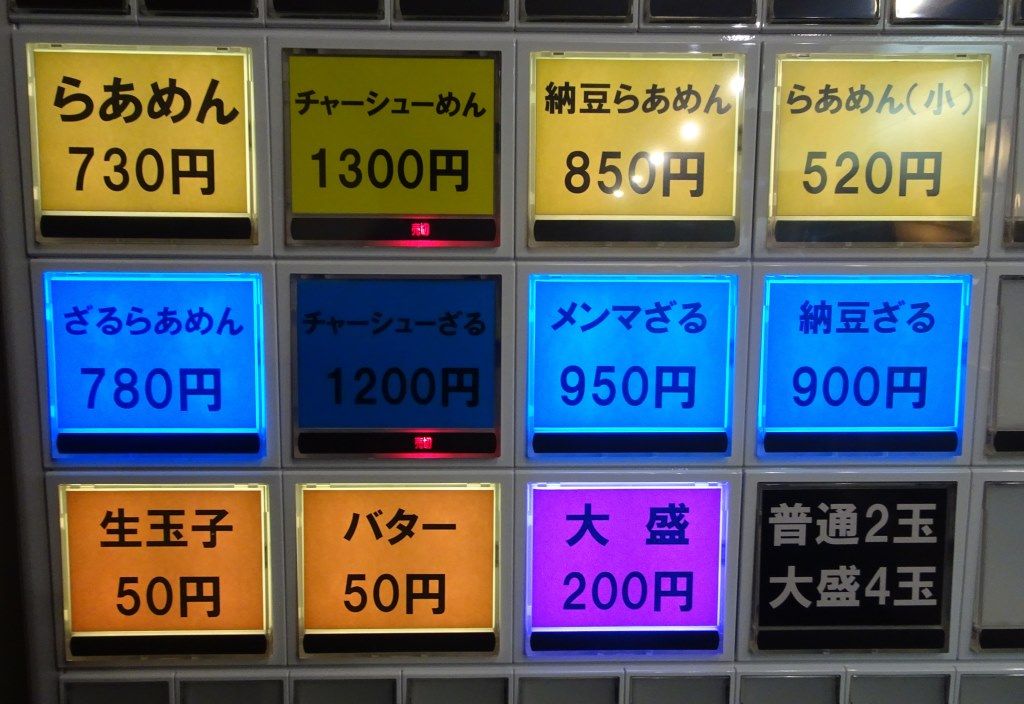 らあめん
730円
チャーシューめん
1300円
売切
納豆らあめん
850円
らあめん(小)
520円
ざるらあめん
780円
チャーシューざる
1200円
売切
メンマざる
950円
納豆ざる
900円
生玉子
50円
バター
50円
大 盛
200円
普通2玉
大盛4玉